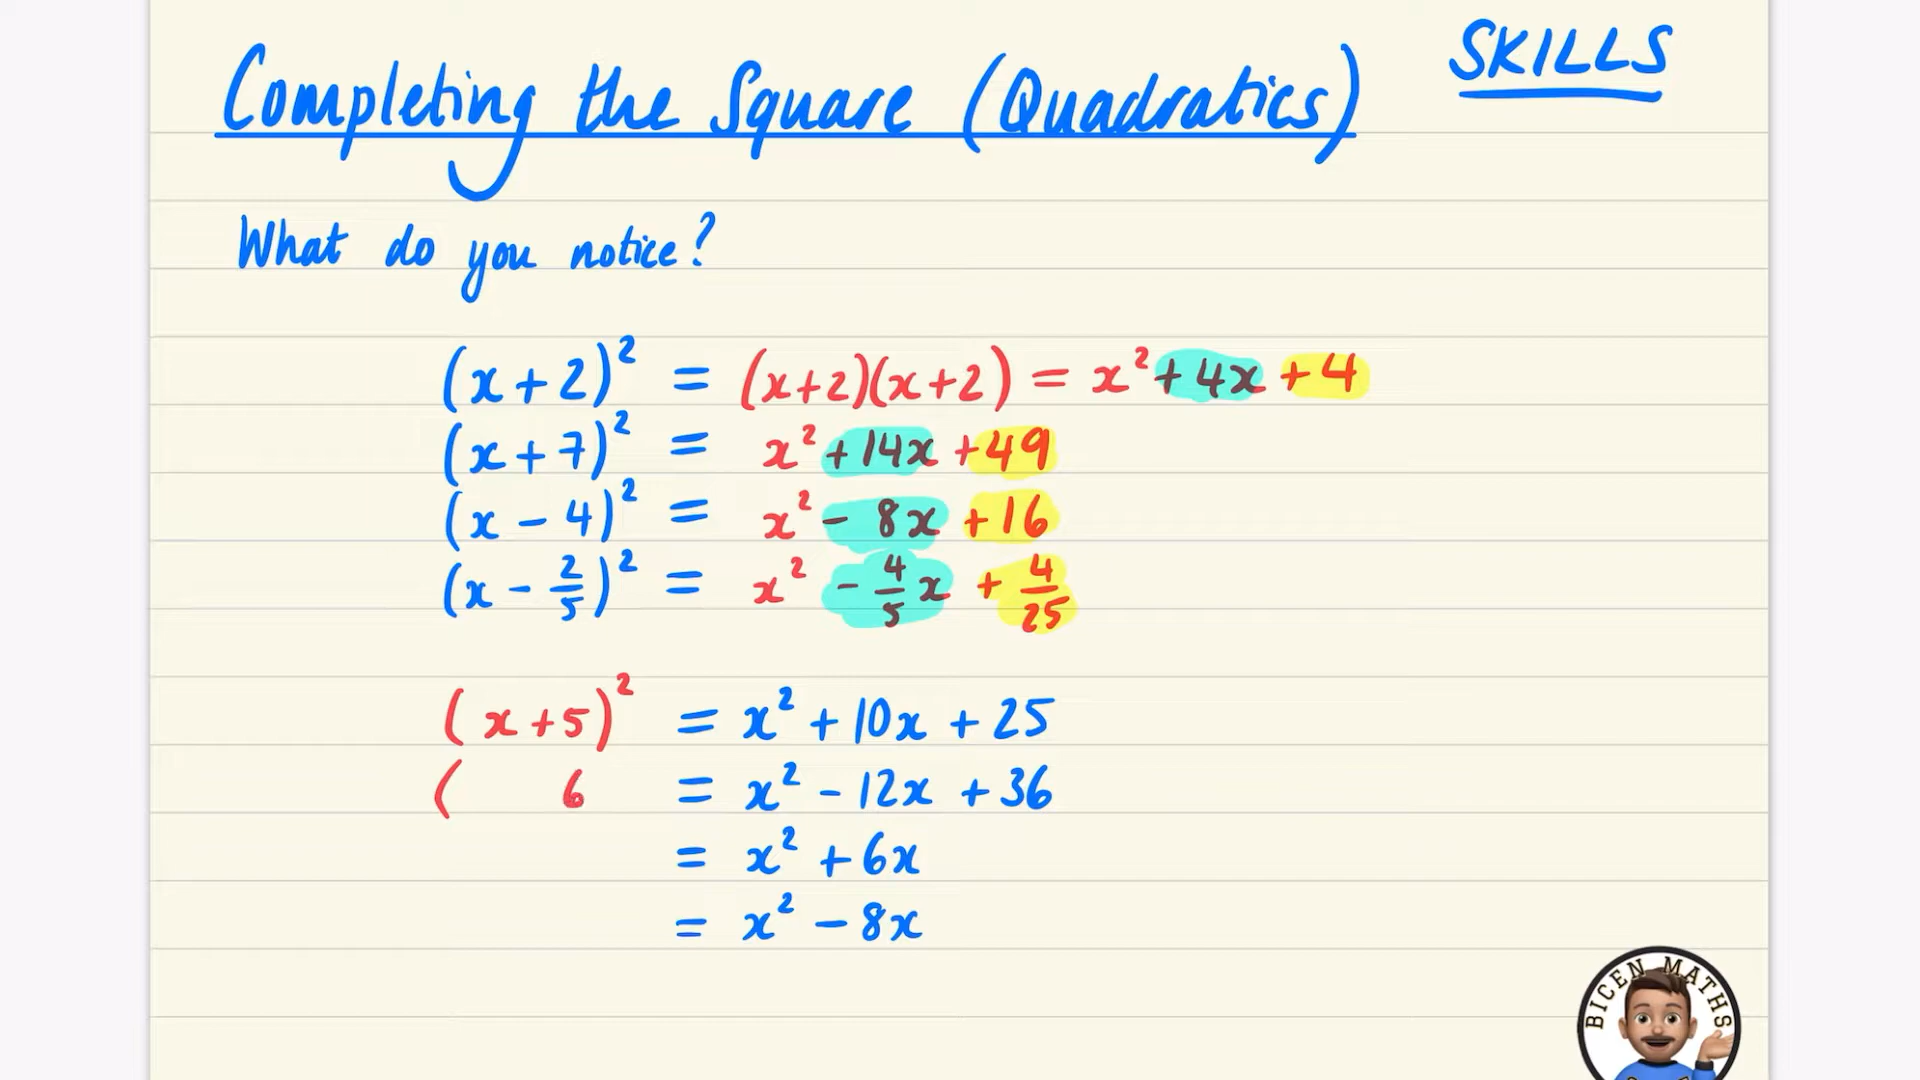 SKILLS
Completing the Square (Quadratics)
What do you notice?
(x+2)² = (x+2)(x+2) = x² +4x +4
(x+7)² = x² +14x +49
(x-4)² = x² - 8x +16
(x - 2/5)² = x² - 4/5 x + 4/25
(x+5)² = x² + 10x + 25
( 6 = x² - 12x + 36
= x² + 6x
= x² - 8x
BICEN MATHS